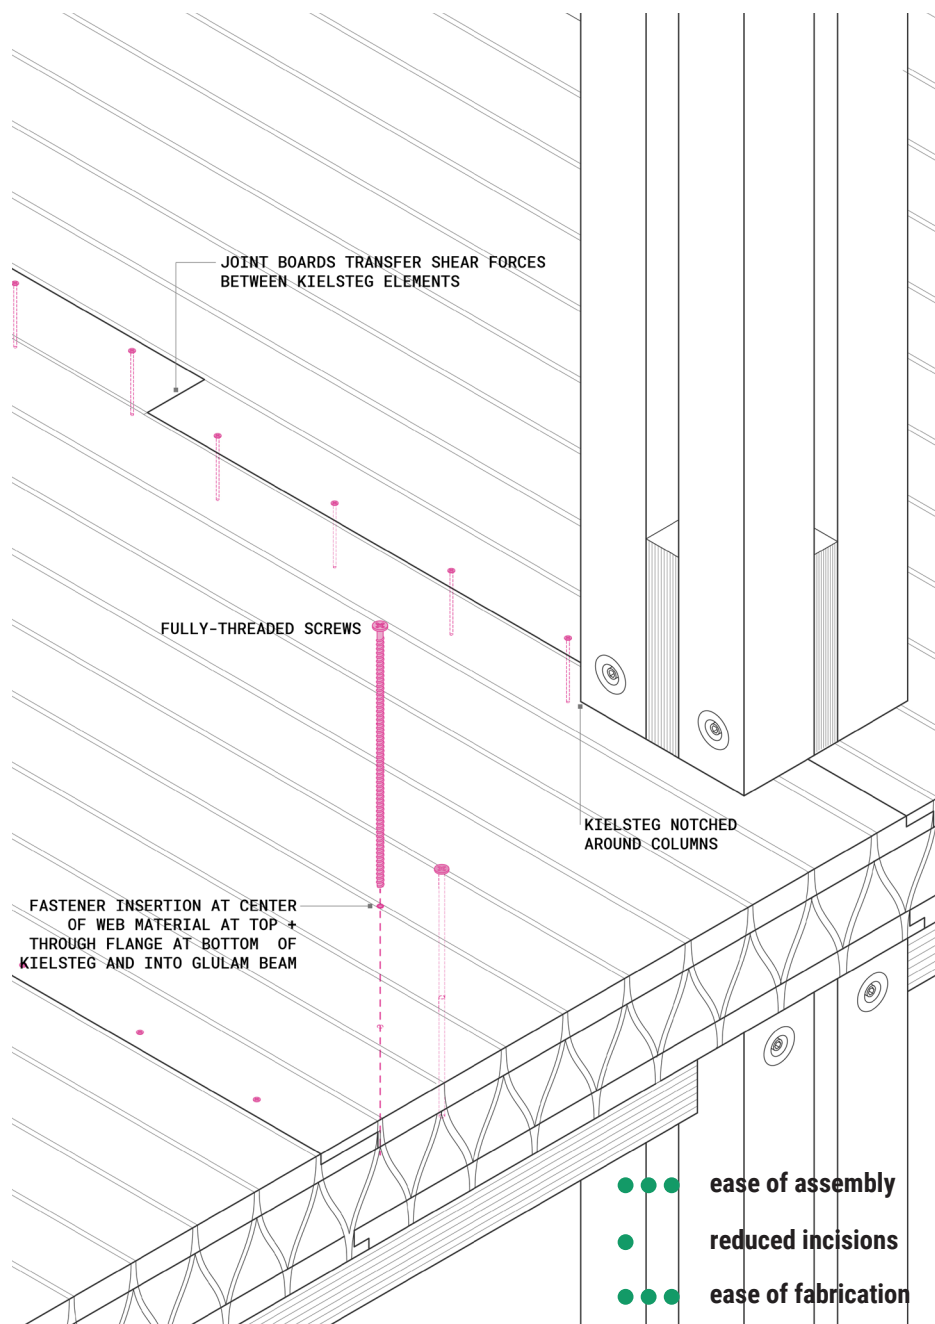 JOINT BOARDS TRANSFER SHEAR FORCES
BETWEEN KIELSTEG ELEMENTS
FULLY-THREADED SCREWS
KIELSTEG NOTCHED
AROUND COLUMNS
FASTENER INSERTION AT CENTER
OF WEB MATERIAL AT TOP +
THROUGH FLANGE AT BOTTOM OF
KIELSTEG AND INTO GLULAM BEAM
ease of assembly
reduced incisions
ease of fabrication